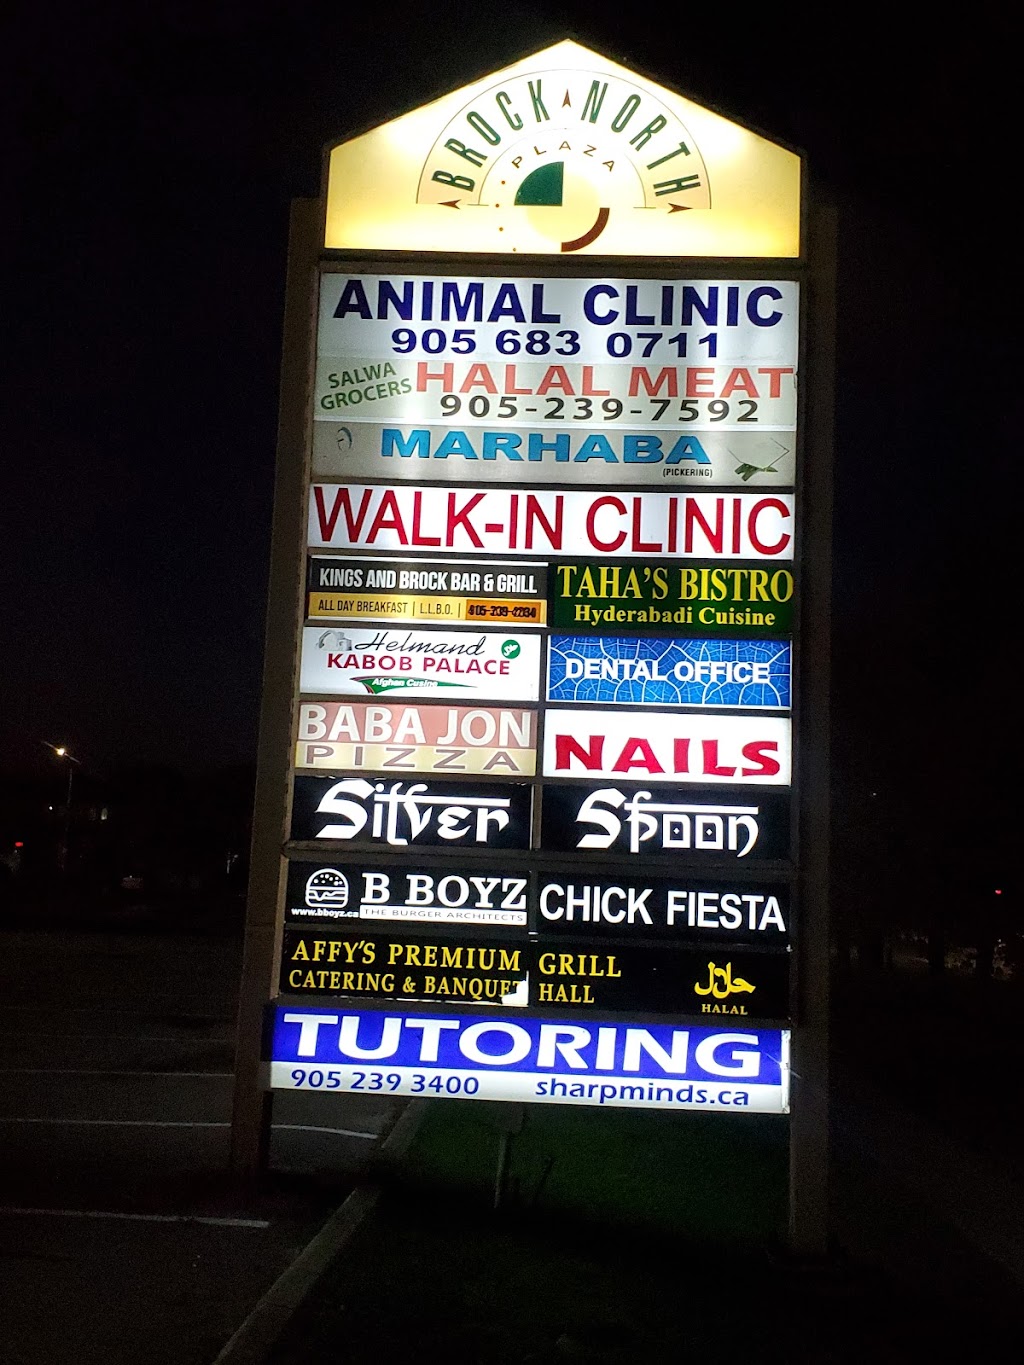 BROCK NORTH
PLAZA
ANIMAL CLINIC
905 683 0711
SALWA GROCERS
HALAL MEAT
905-239-7592
MARHABA
(PICKERING)
WALK-IN CLINIC
KINGS AND BROCK BAR & GRILL
ALL DAY BREAKFAST | L.L.B.O. |
TAHA'S BISTRO
Hyderabadi Cuisine
Helmand
KABOB PALACE
Afghan Cusine
DENTAL OFFICE
BABA JON
PIZZA
NAILS
Silver Spoon
B BOYZ
www.bboyz.ca THE BURGER ARCHITECTS
CHICK FIESTA
AFFY'S PREMIUM GRILL
CATERING & BANQUET HALL
حلال
HALAL
TUTORING
905 239 3400 sharpminds.ca